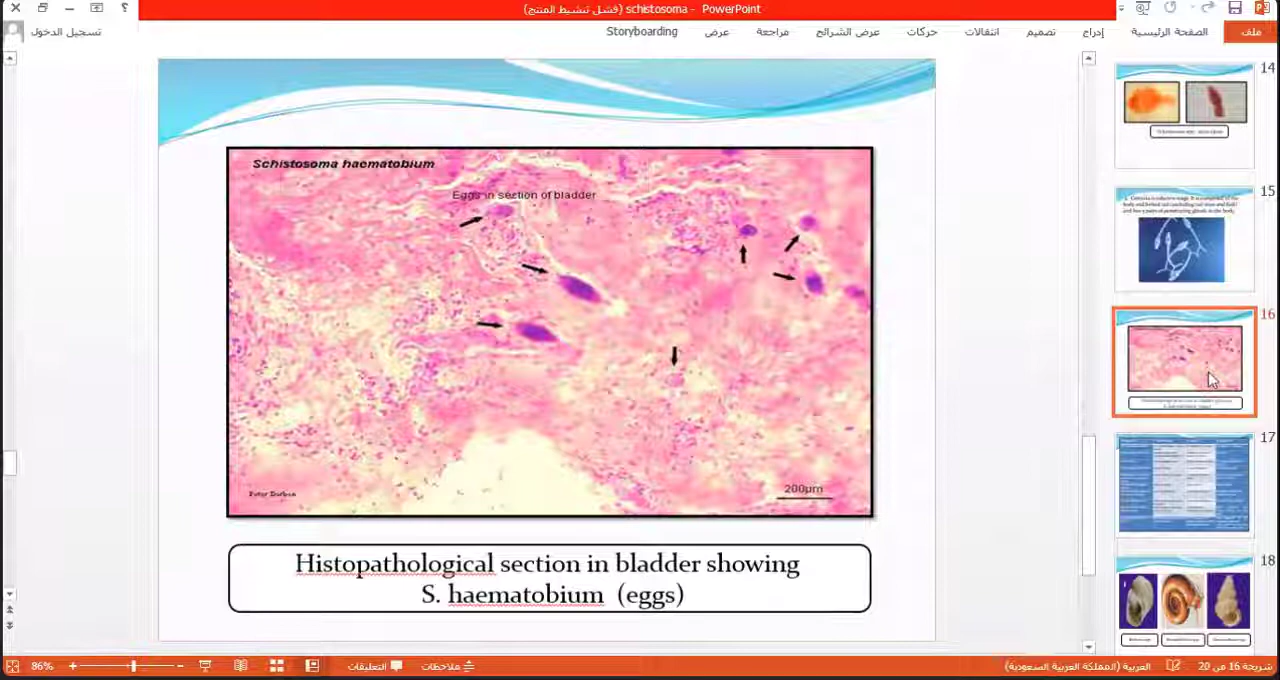 schistosoma - PowerPoint (فشل تنشيط المنتج)
ملف
الصفحة الرئيسية
إدراج
تصميم
انتقالات
حركات
عرض الشرائح
مراجعة
عرض
Storyboarding
تسجيل الدخول
Schistosoma haematobium
Eggs in section of bladder
200µm
Histopathological section in bladder showing
S. haematobium (eggs)
14
15
16
17
18
شريحة 16 من 20
العربية (المملكة العربية السعودية)
ملاحظات
التعليقات
86%